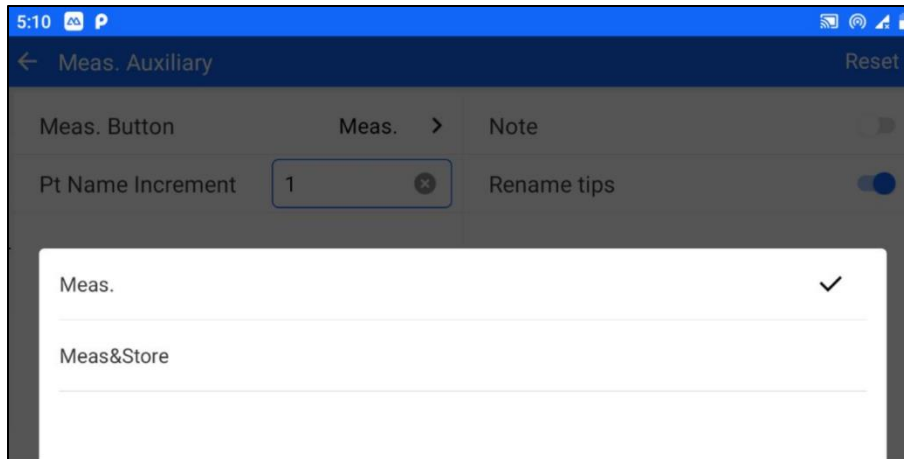 5:10
Meas. Auxiliary Reset
Meas. Button Meas. Note
Pt Name Increment 1 Rename tips
Meas.
Meas&Store